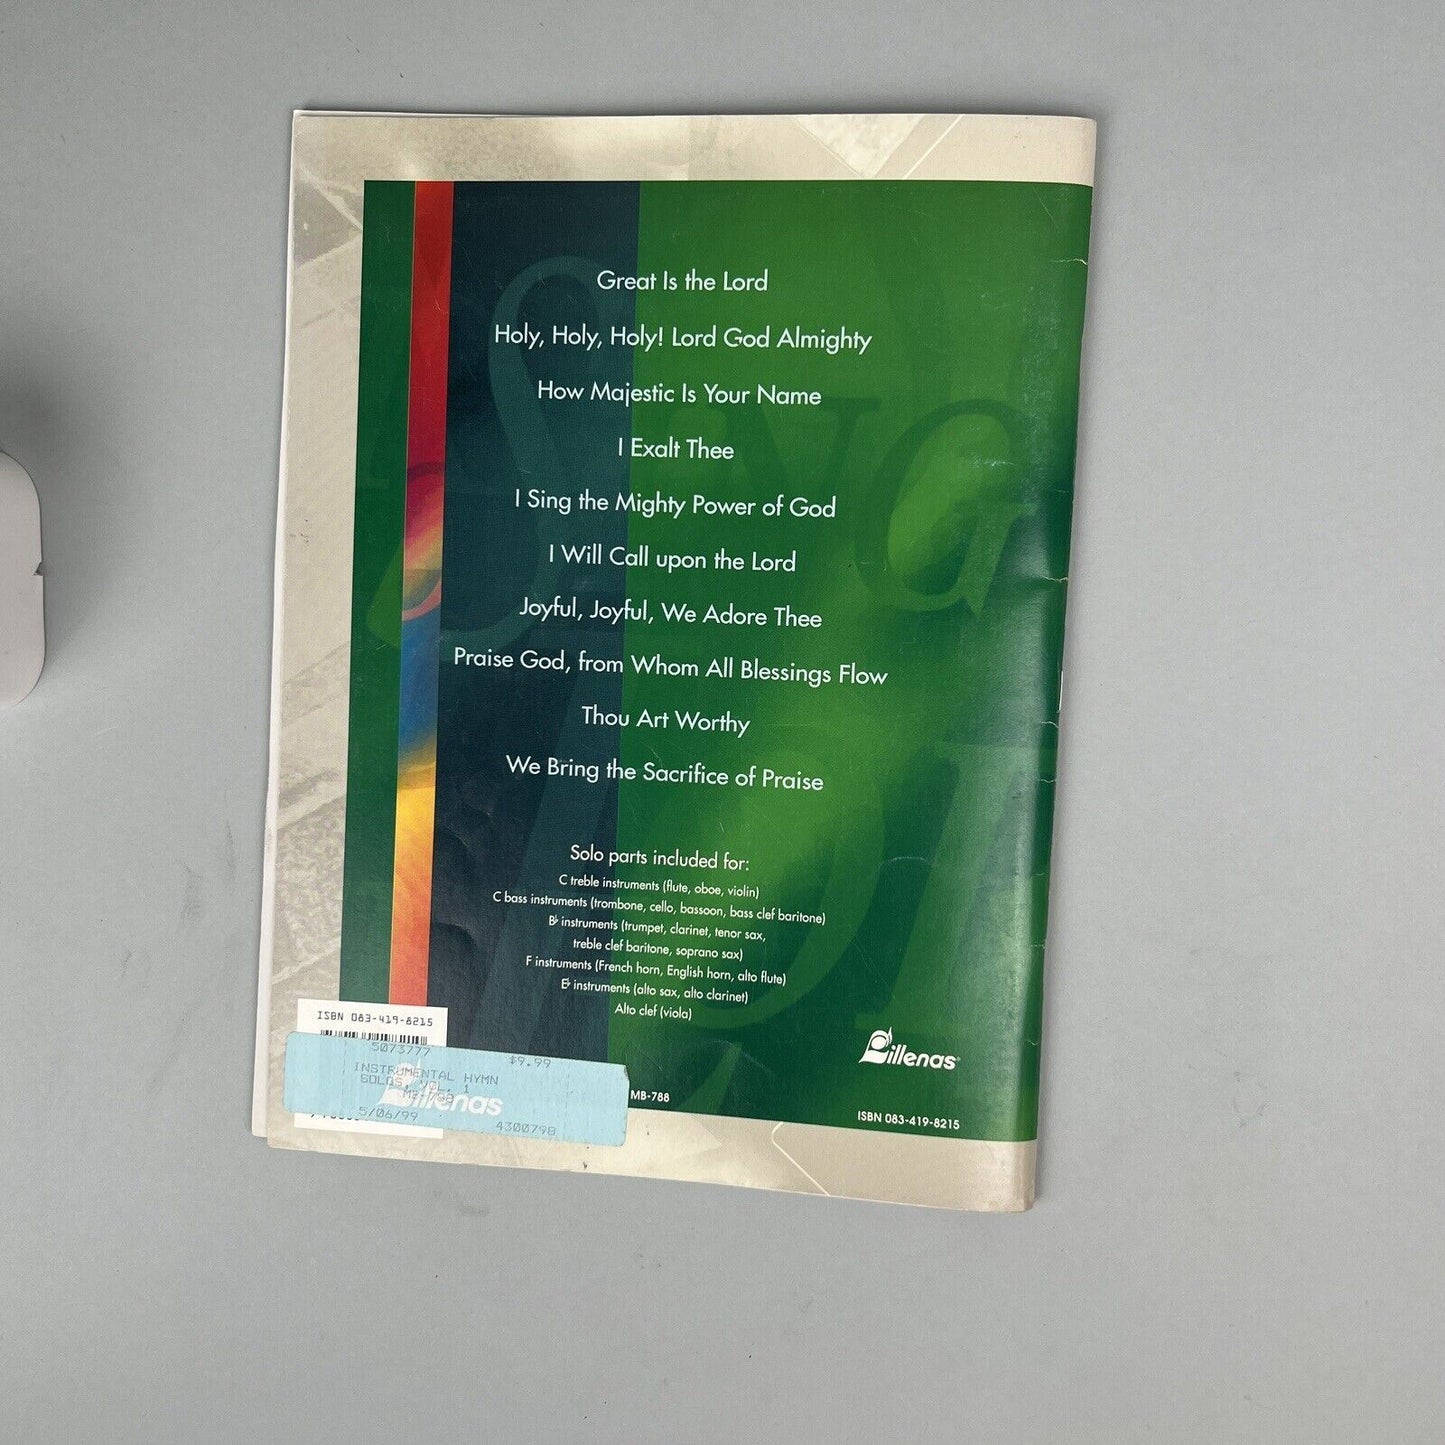 Great Is the Lord
Holy, Holy, Holy! Lord God Almighty
How Majestic Is Your Name
I Exalt Thee
I Sing the Mighty Power of God
I Will Call upon the Lord
Joyful, Joyful, We Adore Thee
Praise God, from Whom All Blessings Flow
Thou Art Worthy
We Bring the Sacrifice of Praise
Solo parts included for:
C treble instruments (flute, oboe, violin)
C bass instruments (trombone, cello, bassoon, bass clef baritone)
B♭ instruments (trumpet, clarinet, tenor sax,
treble clef baritone, soprano sax)
F instruments (French horn, English horn, alto flute)
E♭ instruments (alto sax, alto clarinet)
Alto clef (viola)
ISBN 083-419-8215
5073777 $9.99
INSTRUMENTAL HYMN
SOLOS, VOL. 1
MB-788
Lillenas
5/06/99 4300798
MB-788
Lillenas
ISBN 083-419-8215